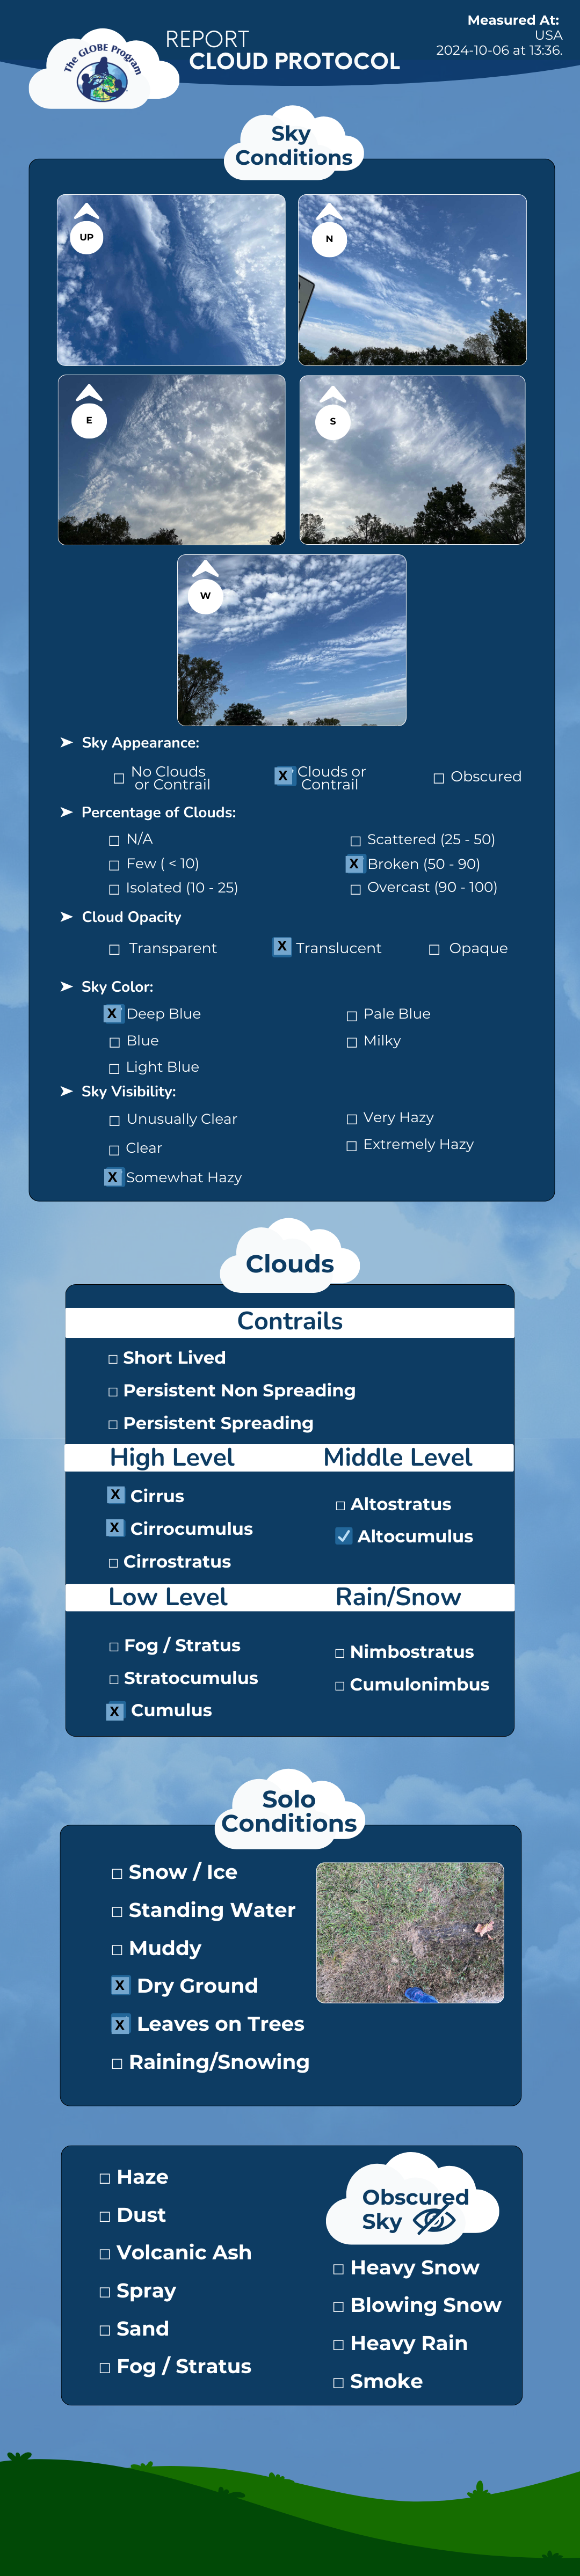 Measured At:
USA
2024-10-06 at 13:36.
The GLOBE Program
REPORT
CLOUD PROTOCOL
Sky
Conditions
UP
N
E
S
W
➤ Sky Appearance:
☐ No Clouds
or Contrail
X Clouds or
Contrail
☐ Obscured
➤ Percentage of Clouds:
☐ N/A
☐ Few ( < 10)
☐ Isolated (10 - 25)
☐ Scattered (25 - 50)
X Broken (50 - 90)
☐ Overcast (90 - 100)
➤ Cloud Opacity
☐ Transparent
X Translucent
☐ Opaque
➤ Sky Color:
X Deep Blue
☐ Blue
☐ Light Blue
☐ Pale Blue
☐ Milky
➤ Sky Visibility:
☐ Unusually Clear
☐ Clear
X Somewhat Hazy
☐ Very Hazy
☐ Extremely Hazy
Clouds
Contrails
☐ Short Lived
☐ Persistent Non Spreading
☐ Persistent Spreading
High Level
X Cirrus
X Cirrocumulus
☐ Cirrostratus
Middle Level
☐ Altostratus
✓ Altocumulus
Low Level
☐ Fog / Stratus
☐ Stratocumulus
X Cumulus
Rain/Snow
☐ Nimbostratus
☐ Cumulonimbus
Solo
Conditions
☐ Snow / Ice
☐ Standing Water
☐ Muddy
X Dry Ground
X Leaves on Trees
☐ Raining/Snowing
☐ Haze
☐ Dust
☐ Volcanic Ash
☐ Spray
☐ Sand
☐ Fog / Stratus
Obscured
Sky
☐ Heavy Snow
☐ Blowing Snow
☐ Heavy Rain
☐ Smoke